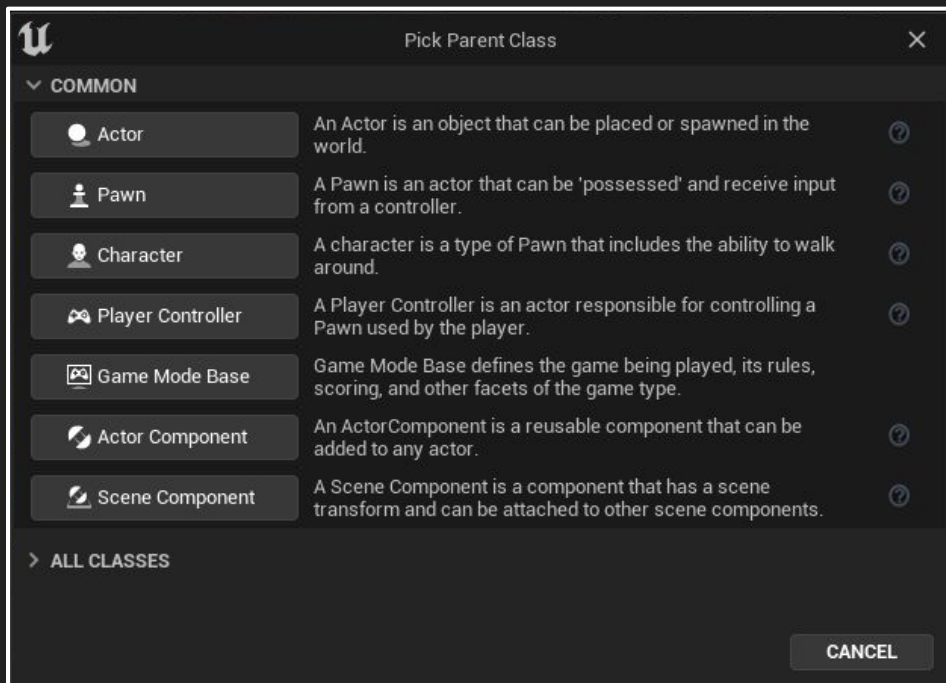 Pick Parent Class
COMMON
Actor
An Actor is an object that can be placed or spawned in the
world.
Pawn
A Pawn is an actor that can be 'possessed' and receive input
from a controller.
Character
A character is a type of Pawn that includes the ability to walk
around.
Player Controller
A Player Controller is an actor responsible for controlling a
Pawn used by the player.
Game Mode Base
Game Mode Base defines the game being played, its rules,
scoring, and other facets of the game type.
Actor Component
An ActorComponent is a reusable component that can be
added to any actor.
Scene Component
A Scene Component is a component that has a scene
transform and can be attached to other scene components.
ALL CLASSES
CANCEL